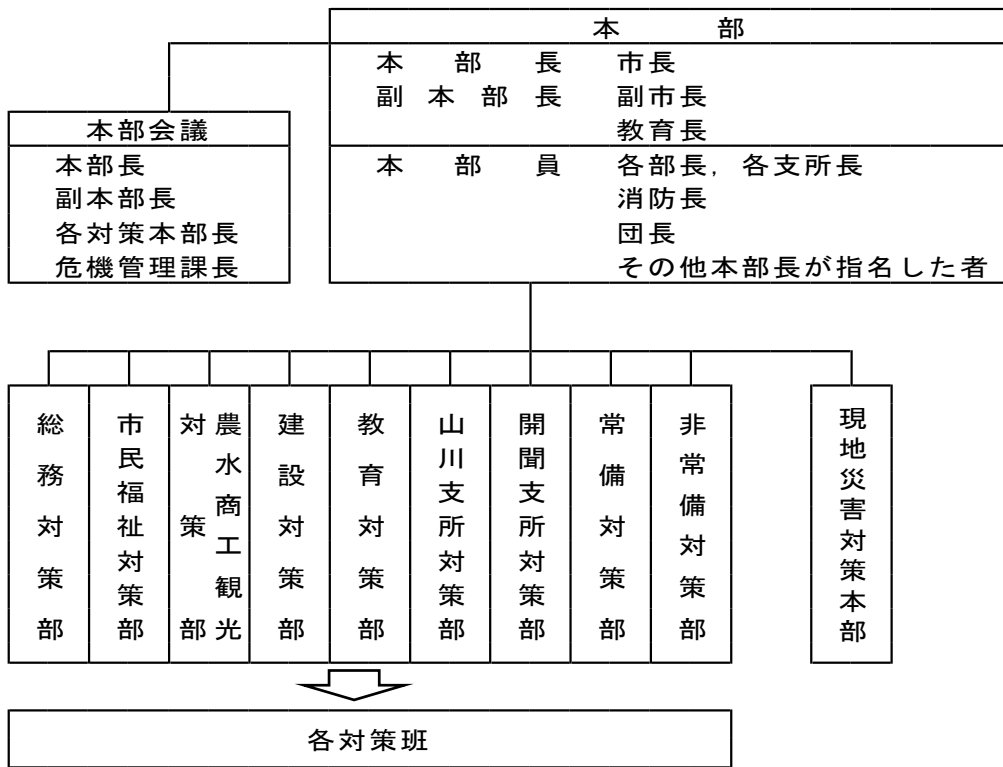 本部
本部長 市長
副本部長 副市長
教育長
本部員 各部長，各支所長
消防長
団長
その他本部長が指名した者
本部会議
本部長
副本部長
各対策本部長
危機管理課長
総務対策部
市民福祉対策部
農水商工観光
対策部
建設対策部
教育対策部
山川支所対策部
開聞支所対策部
常備対策部
非常備対策部
現地災害対策本部
各対策班